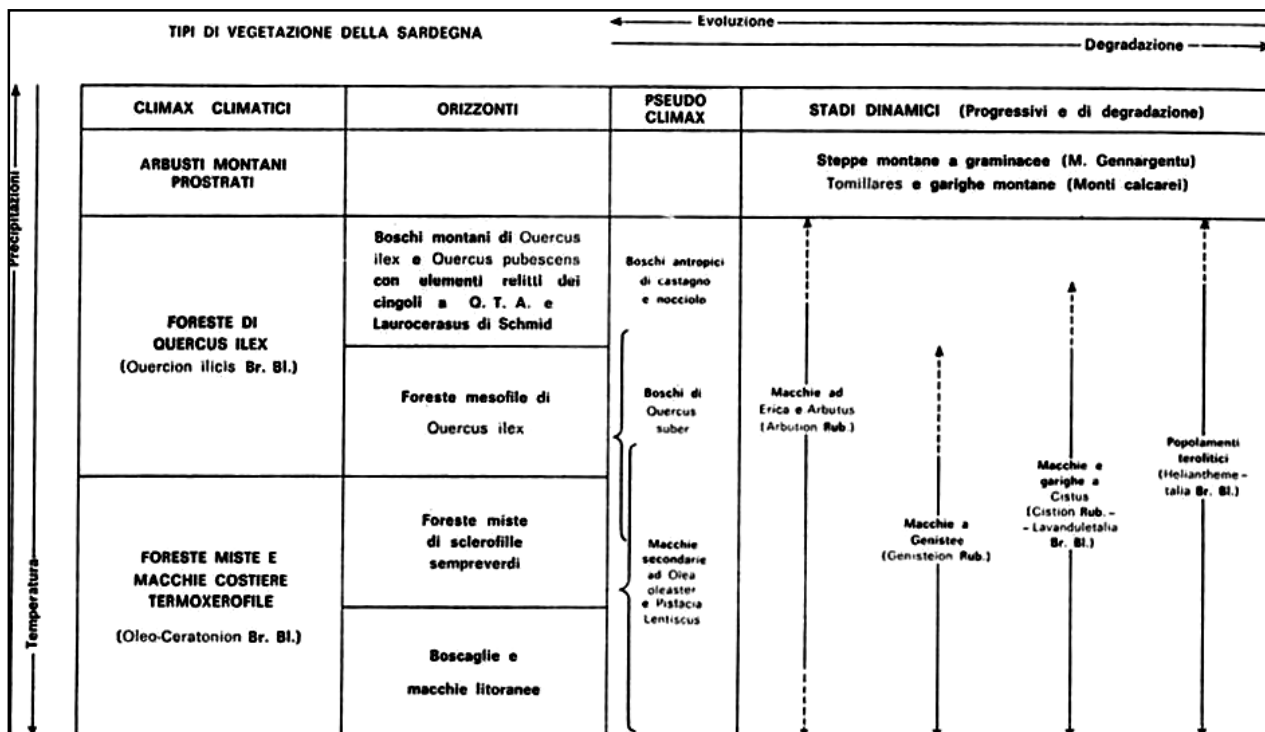 TIPI DI VEGETAZIONE DELLA SARDEGNA
Evoluzione
Degradazione
Precipitazioni
Temperatura
CLIMAX CLIMATICI
ORIZZONTI
PSEUDO
CLIMAX
STADI DINAMICI (Progressivi e di degradazione)
ARBUSTI MONTANI
PROSTRATI
Steppe montane a graminacee (M. Gennargentu)
Tomillares e garighe montane (Monti calcarei)
FORESTE DI
QUERCUS ILEX
(Quercion ilicis Br. Bl.)
Boschi montani di Quercus
ilex e Quercus pubescens
con elementi relitti dei
cingoli a Q. T. A. e
Laurocerasus di Schmid
Foreste mesofile di
Quercus ilex
Boschi antropici
di castagno
e nocciolo
Boschi di
Quercus
suber
Macchie ad
Erica e Arbutus
(Arbution Rub.)
Macchie a
Genistee
(Genisteion Rub.)
Macchie e
garighe a
Cistus
(Cistion Rub.-
- Lavanduletalia
Br. Bl.)
Popolamenti
terofitici
(Heliantheme-
talia Br. Bl.)
FORESTE MISTE E
MACCHIE COSTIERE
TERMOXEROFILE
(Oleo-Ceratonion Br. Bl.)
Foreste miste
di sclerofille
sempreverdi
Boscaglie e
macchie litoranee
Macchie
secondarie
ad Olea
oleaster
e Pistacia
Lentiscus